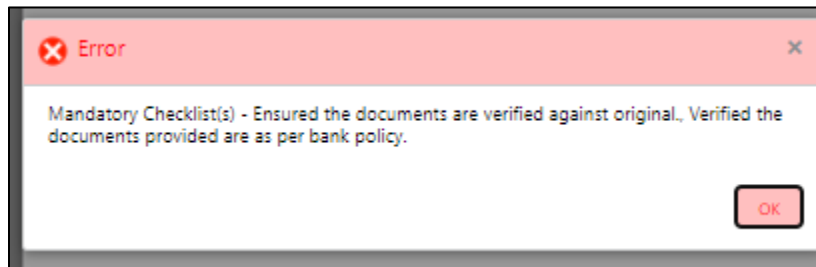 Error
Mandatory Checklist(s) - Ensured the documents are verified against original., Verified the
documents provided are as per bank policy.
OK